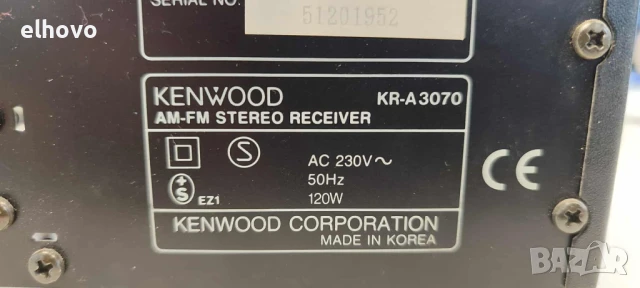 elhovo
SERIAL NO.
51201952
KENWOOD KR-A3070
AM-FM STEREO RECEIVER
S
AC 230V~
50Hz
120W
S EZ1
CE
KENWOOD CORPORATION
MADE IN KOREA
BAZAR